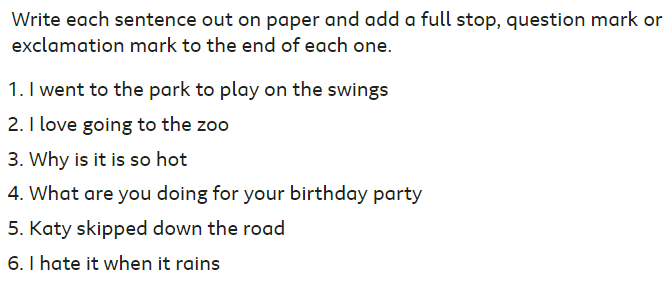 Write each sentence out on paper and add a full stop, question mark or
exclamation mark to the end of each one.
1. I went to the park to play on the swings
2. I love going to the zoo
3. Why is it is so hot
4. What are you doing for your birthday party
5. Katy skipped down the road
6. I hate it when it rains